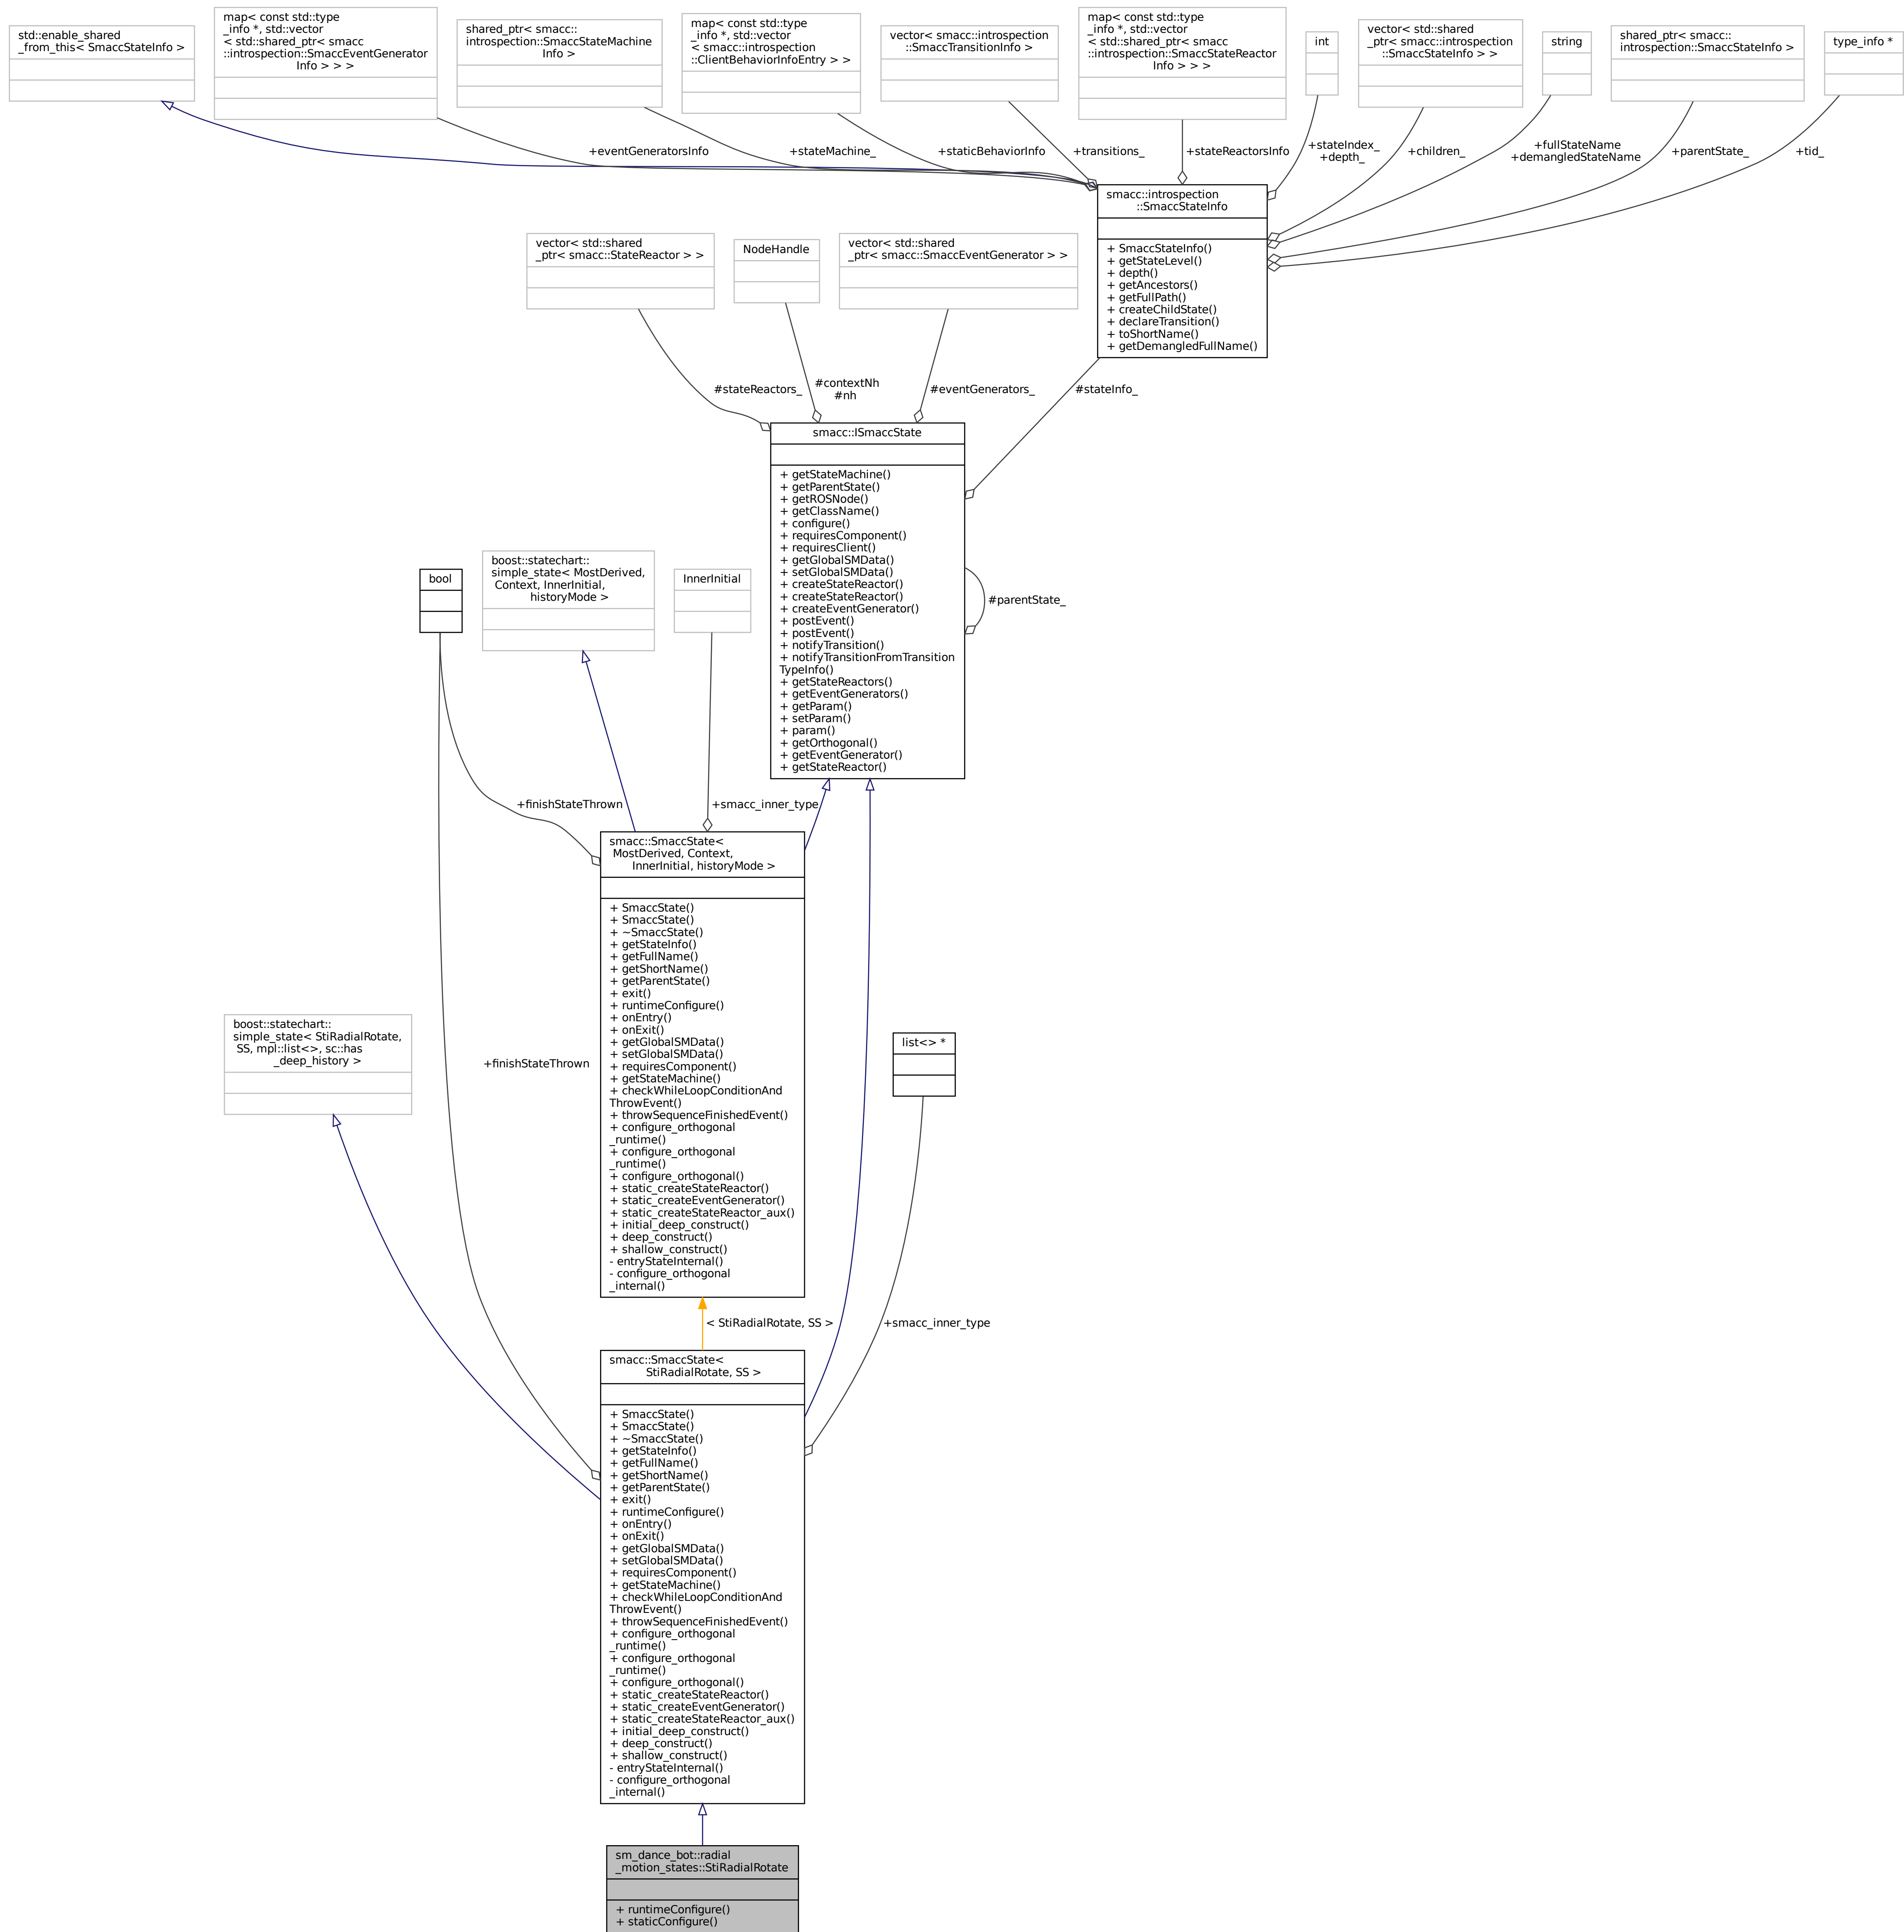 std::enable_shared
_from_this< SmaccStateInfo >
map< const std::type
_info *, std::vector
< std::shared_ptr< smacc
::introspection::SmaccEventGenerator
Info > > >
shared_ptr< smacc::
introspection::SmaccStateMachine
Info >
map< const std::type
_info *, std::vector
< smacc::introspection
::ClientBehaviorInfoEntry > >
vector< smacc::introspection
::SmaccTransitionInfo >
map< const std::type
_info *, std::vector
< std::shared_ptr< smacc
::introspection::SmaccStateReactor
Info > > >
int
vector< std::shared
_ptr< smacc::introspection
::SmaccStateInfo > >
string
shared_ptr< smacc::
introspection::SmaccStateInfo >
type_info *
+eventGeneratorsInfo
+stateMachine_
+staticBehaviorInfo
+transitions_
+stateReactorsInfo
+stateIndex_
+depth_
+children_
+fullStateName
+demangledStateName
+parentState_
+tid_
smacc::introspection
::SmaccStateInfo
+ SmaccStateInfo()
+ getStateLevel()
+ depth()
+ getAncestors()
+ getFullPath()
+ createChildState()
+ declareTransition()
+ toShortName()
+ getDemangledFullName()
vector< std::shared
_ptr< smacc::StateReactor > >
NodeHandle
vector< std::shared
_ptr< smacc::SmaccEventGenerator > >
#stateReactors_
#contextNh
#nh
#eventGenerators_
#stateInfo_
smacc::ISmaccState
+ getStateMachine()
+ getParentState()
+ getROSNode()
+ getClassName()
+ configure()
+ requiresComponent()
+ requiresClient()
+ getGlobalSMData()
+ setGlobalSMData()
+ createStateReactor()
+ createStateReactor()
+ createEventGenerator()
+ postEvent()
+ postEvent()
+ notifyTransition()
+ notifyTransitionFromTransition
TypeInfo()
+ getStateReactors()
+ getEventGenerators()
+ getParam()
+ setParam()
+ param()
+ getOrthogonal()
+ getEventGenerator()
+ getStateReactor()
#parentState_
bool
boost::statechart::
simple_state< MostDerived,
Context, InnerInitial,
historyMode >
InnerInitial
+finishStateThrown
+smacc_inner_type
smacc::SmaccState<
MostDerived, Context,
InnerInitial, historyMode >
+ SmaccState()
+ SmaccState()
+ ~SmaccState()
+ getStateInfo()
+ getFullName()
+ getShortName()
+ getParentState()
+ exit()
+ runtimeConfigure()
+ onEntry()
+ onExit()
+ getGlobalSMData()
+ setGlobalSMData()
+ requiresComponent()
+ getStateMachine()
+ checkWhileLoopConditionAnd
ThrowEvent()
+ throwSequenceFinishedEvent()
+ configure_orthogonal
_runtime()
+ configure_orthogonal
_runtime()
+ configure_orthogonal()
+ static_createStateReactor()
+ static_createEventGenerator()
+ static_createStateReactor_aux()
+ initial_deep_construct()
+ deep_construct()
+ shallow_construct()
- entryStateInternal()
- configure_orthogonal
_internal()
boost::statechart::
simple_state< StiRadialRotate,
SS, mpl::list<>, sc::has
_deep_history >
+finishStateThrown
list<> *
< StiRadialRotate, SS >
+smacc_inner_type
smacc::SmaccState<
StiRadialRotate, SS >
+ SmaccState()
+ SmaccState()
+ ~SmaccState()
+ getStateInfo()
+ getFullName()
+ getShortName()
+ getParentState()
+ exit()
+ runtimeConfigure()
+ onEntry()
+ onExit()
+ getGlobalSMData()
+ setGlobalSMData()
+ requiresComponent()
+ getStateMachine()
+ checkWhileLoopConditionAnd
ThrowEvent()
+ throwSequenceFinishedEvent()
+ configure_orthogonal
_runtime()
+ configure_orthogonal
_runtime()
+ configure_orthogonal()
+ static_createStateReactor()
+ static_createEventGenerator()
+ static_createStateReactor_aux()
+ initial_deep_construct()
+ deep_construct()
+ shallow_construct()
- entryStateInternal()
- configure_orthogonal
_internal()
sm_dance_bot::radial
_motion_states::StiRadialRotate
+ runtimeConfigure()
+ staticConfigure()